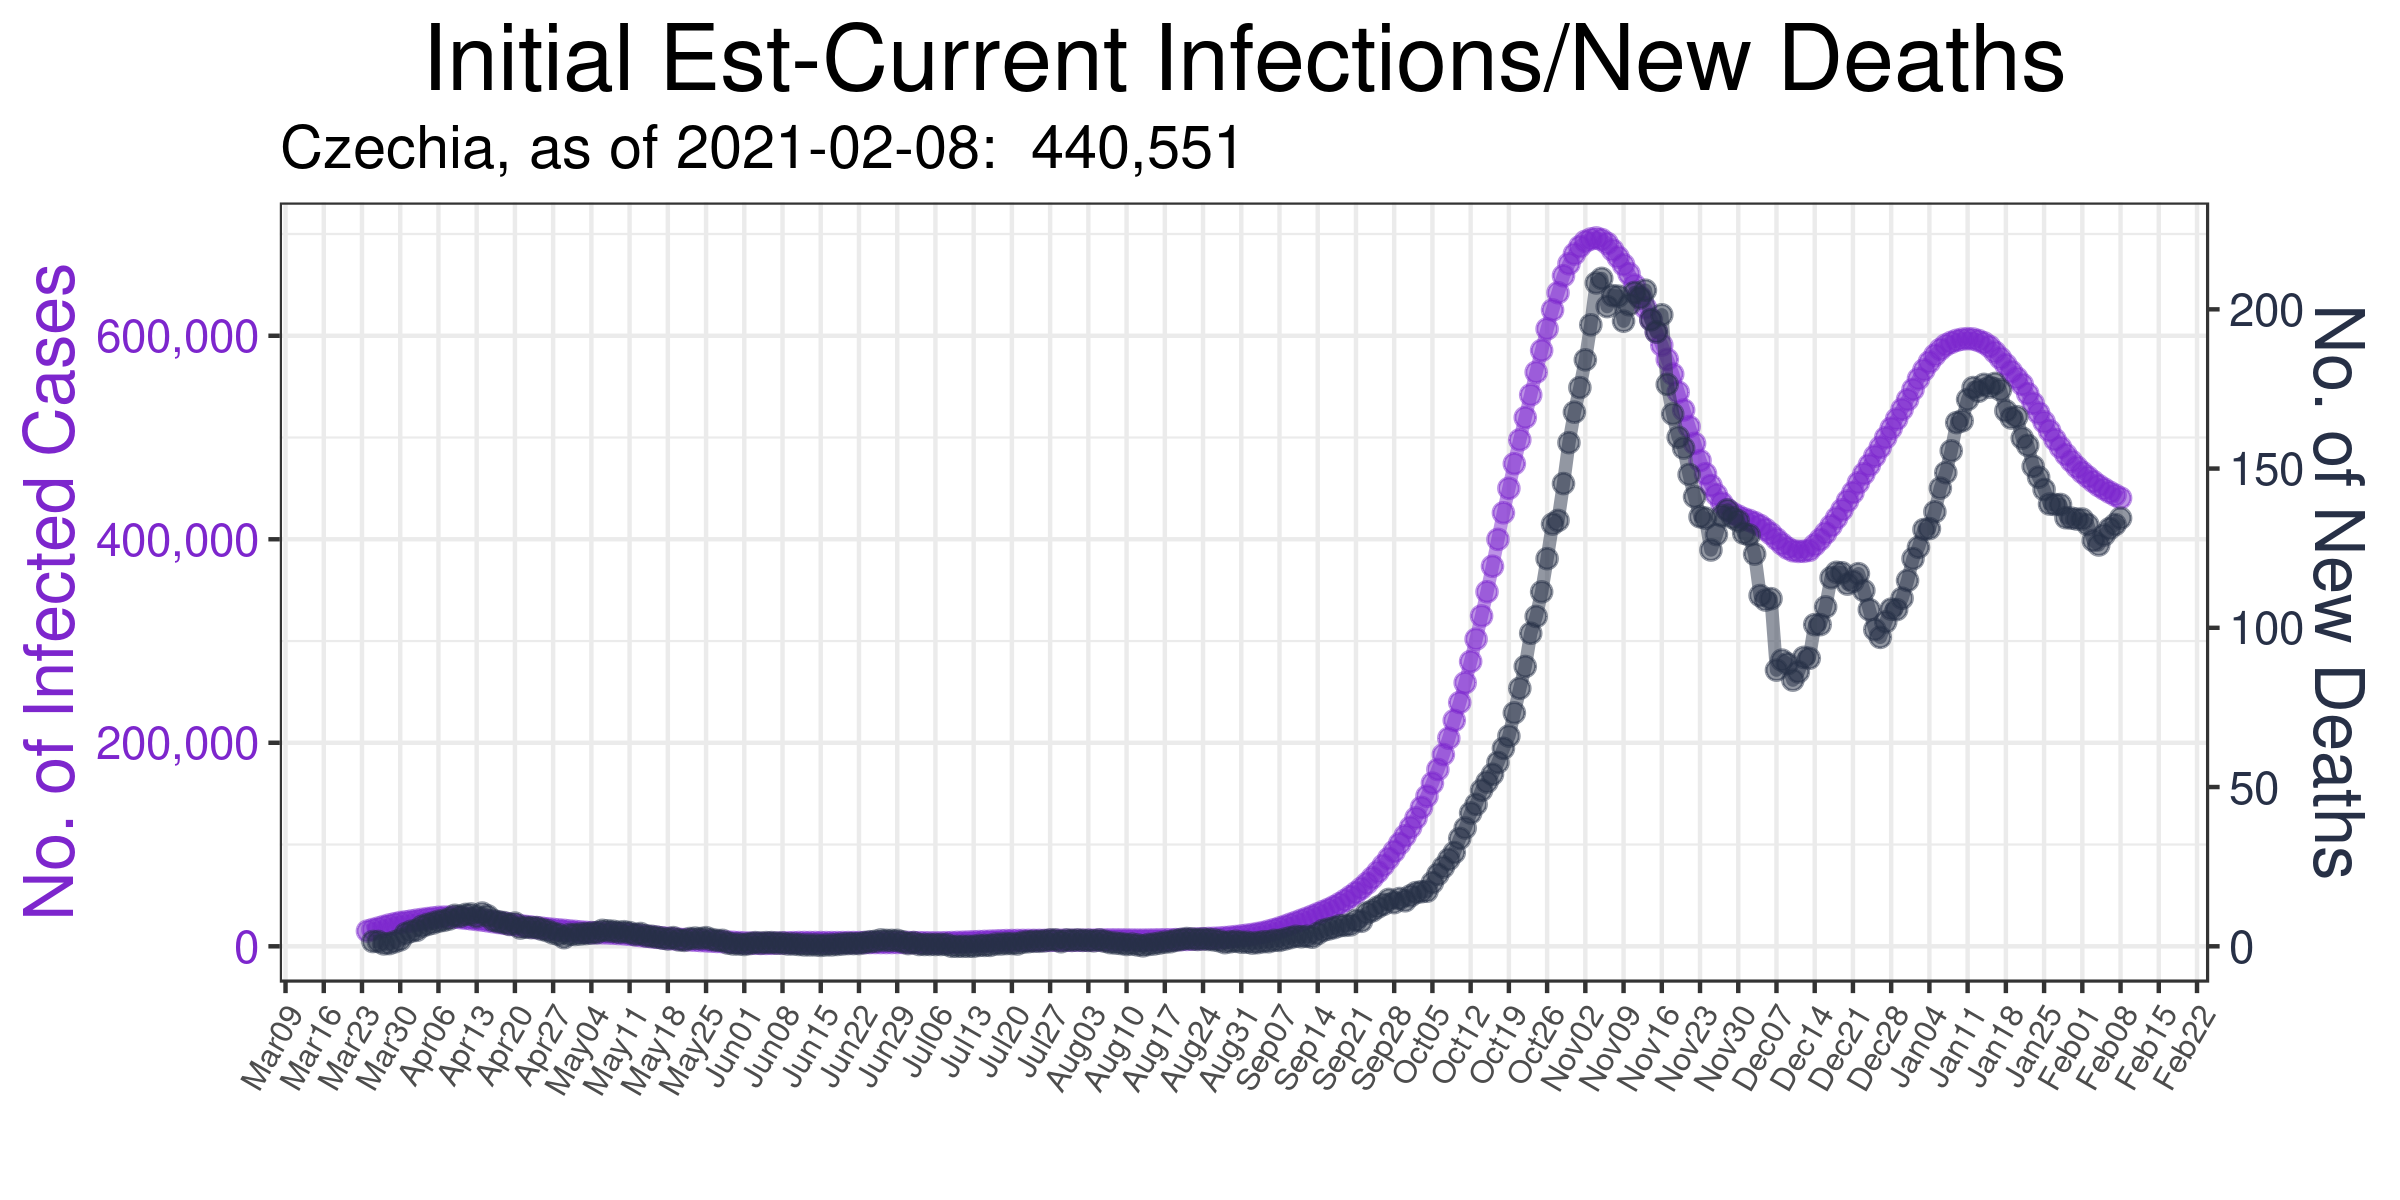 Initial Est-Current Infections/New Deaths
Czechia, as of 2021-02-08:  440,551
No. of Infected Cases
600,000
400,000
200,000
0
200
150
100
50
0
No. of New Deaths
Mar09
Mar16
Mar23
Mar30
Apr06
Apr13
Apr20
Apr27
May04
May11
May18
May25
Jun01
Jun08
Jun15
Jun22
Jun29
Jul06
Jul13
Jul20
Jul27
Aug03
Aug10
Aug17
Aug24
Aug31
Sep07
Sep14
Sep21
Sep28
Oct05
Oct12
Oct19
Oct26
Nov02
Nov09
Nov16
Nov23
Nov30
Dec07
Dec14
Dec21
Dec28
Jan04
Jan11
Jan18
Jan25
Feb01
Feb08
Feb15
Feb22